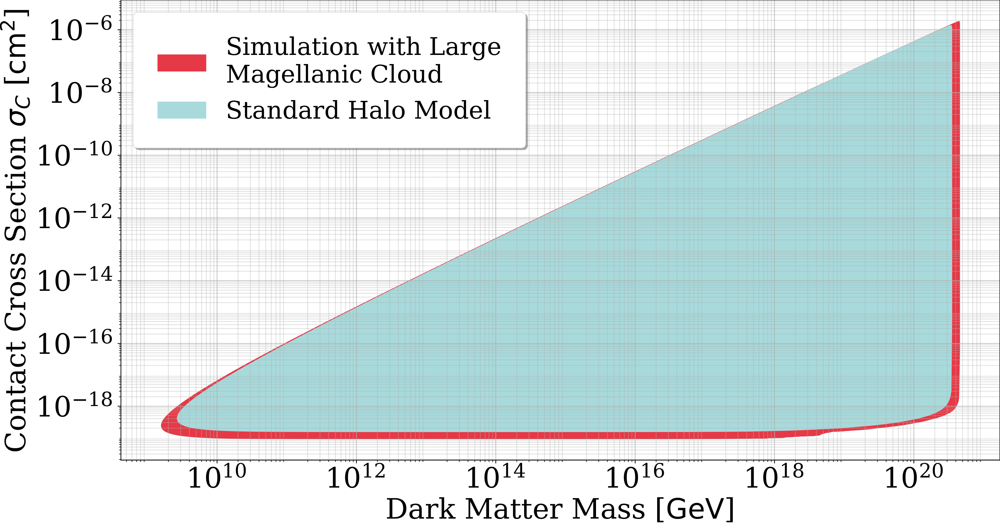 Contact Cross Section σ_C [cm²]
10⁻⁶
10⁻⁸
10⁻¹⁰
10⁻¹²
10⁻¹⁴
10⁻¹⁶
10⁻¹⁸
Simulation with Large
Magellanic Cloud
Standard Halo Model
10¹⁰ 10¹² 10¹⁴ 10¹⁶ 10¹⁸ 10²⁰
Dark Matter Mass [GeV]